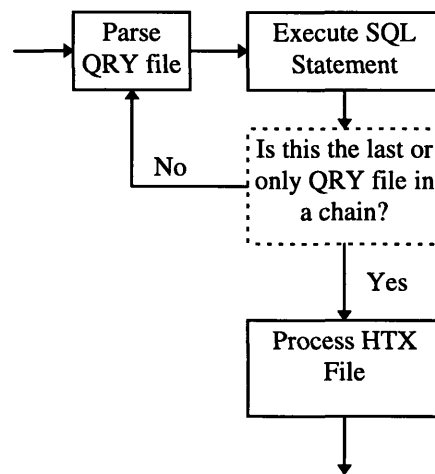 Parse
QRY file
Execute SQL
Statement
Is this the last or
only QRY file in
a chain?
No
Yes
Process HTX
File